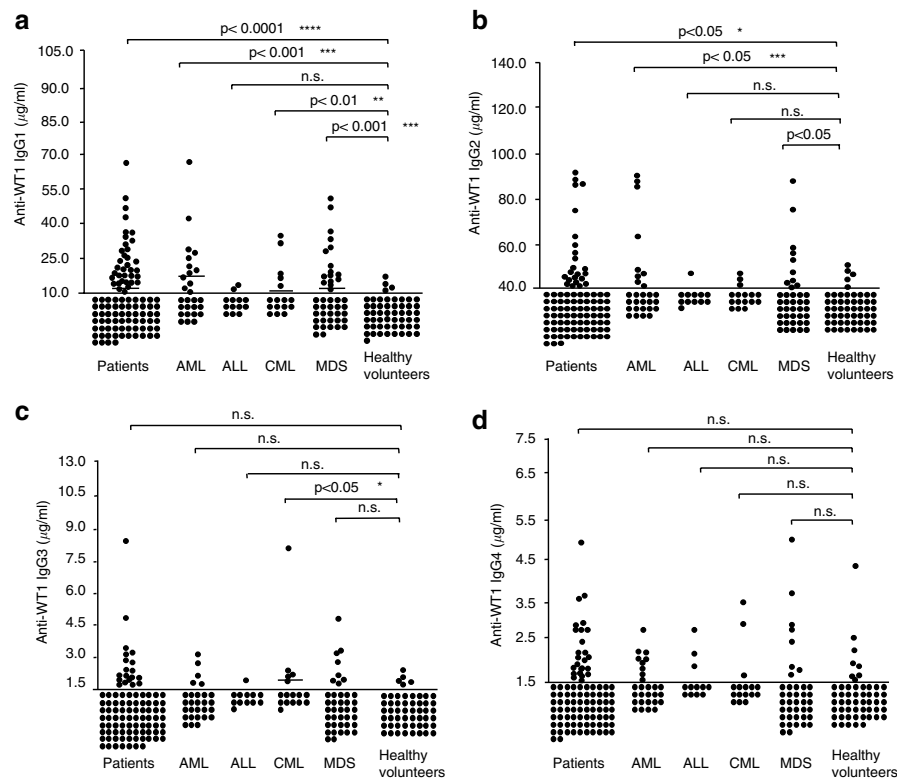 a
p< 0.0001 ****
p< 0.001 ***
n.s.
p< 0.01 **
p< 0.001 ***
Anti-WT1 IgG1 (µg/ml)
105.0
90.0
85.0
70.0
55.0
40.0
25.0
10.0
Patients AML ALL CML MDS Healthy
volunteers
b
p<0.05 *
p< 0.05 ***
n.s.
n.s.
p<0.05
Anti-WT1 IgG2 (µg/ml)
140.0
120.0
100.0
80.0
60.0
40.0
Patients AML ALL CML MDS Healthy
volunteers
c
n.s.
n.s.
n.s.
p<0.05 *
n.s.
Anti-WT1 IgG3 (µg/ml)
13.0
10.5
9.0
7.5
6.0
4.5
3.0
1.5
Patients AML ALL CML MDS Healthy
volunteers
d
n.s.
n.s.
n.s.
n.s.
n.s.
Anti-WT1 IgG4 (µg/ml)
7.5
6.5
5.5
3.5
2.5
1.5
Patients AML ALL CML MDS Healthy
volunteers